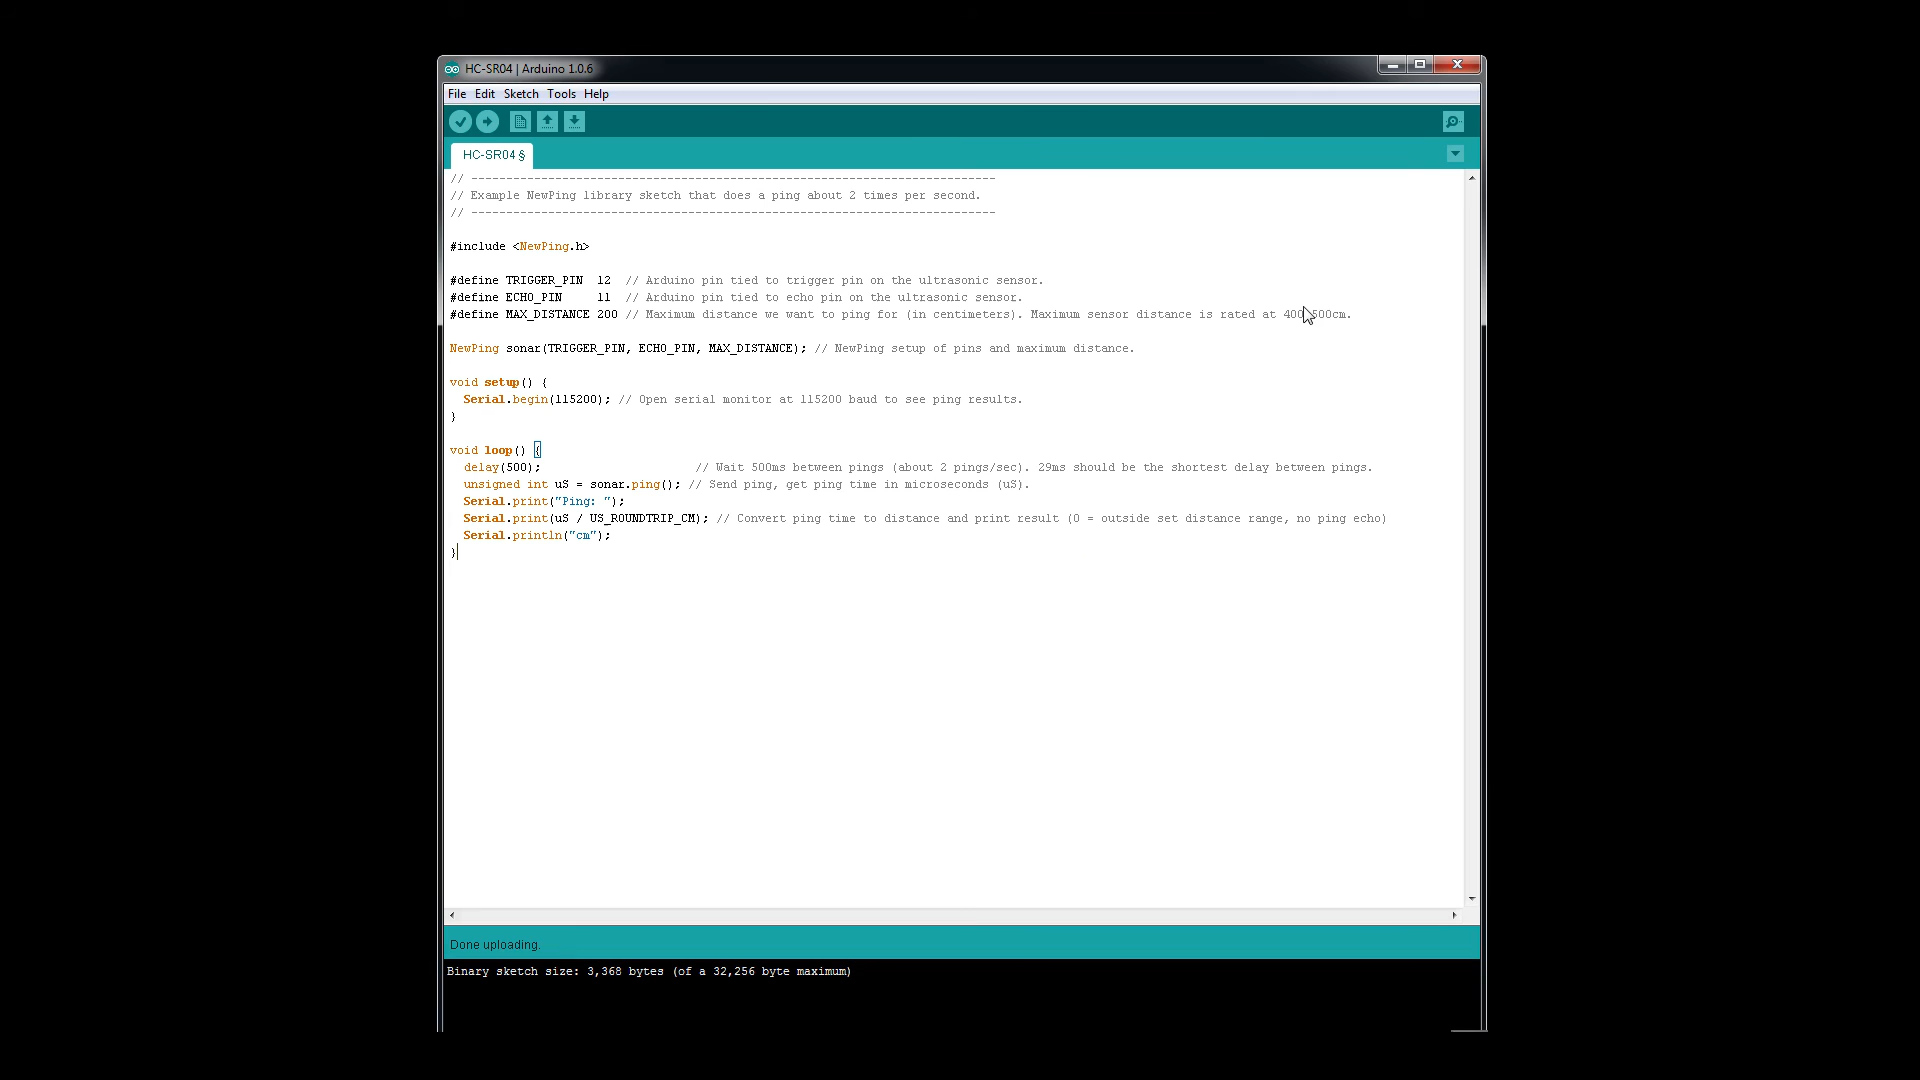 HC-SR04 | Arduino 1.0.6
File Edit Sketch Tools Help
HC-SR04 §
// ---------------------------------------------------------------------------
// Example NewPing library sketch that does a ping about 2 times per second.
// ---------------------------------------------------------------------------
#include <NewPing.h>
#define TRIGGER_PIN  12  // Arduino pin tied to trigger pin on the ultrasonic sensor.
#define ECHO_PIN     11  // Arduino pin tied to echo pin on the ultrasonic sensor.
#define MAX_DISTANCE 200 // Maximum distance we want to ping for (in centimeters). Maximum sensor distance is rated at 400-500cm.
NewPing sonar(TRIGGER_PIN, ECHO_PIN, MAX_DISTANCE); // NewPing setup of pins and maximum distance.
void setup() {
  Serial.begin(115200); // Open serial monitor at 115200 baud to see ping results.
}
void loop() {
  delay(500);                      // Wait 500ms between pings (about 2 pings/sec). 29ms should be the shortest delay between pings.
  unsigned int uS = sonar.ping(); // Send ping, get ping time in microseconds (uS).
  Serial.print("Ping: ");
  Serial.print(uS / US_ROUNDTRIP_CM); // Convert ping time to distance and print result (0 = outside set distance range, no ping echo)
  Serial.println("cm");
}
Done uploading.
Binary sketch size: 3,368 bytes (of a 32,256 byte maximum)